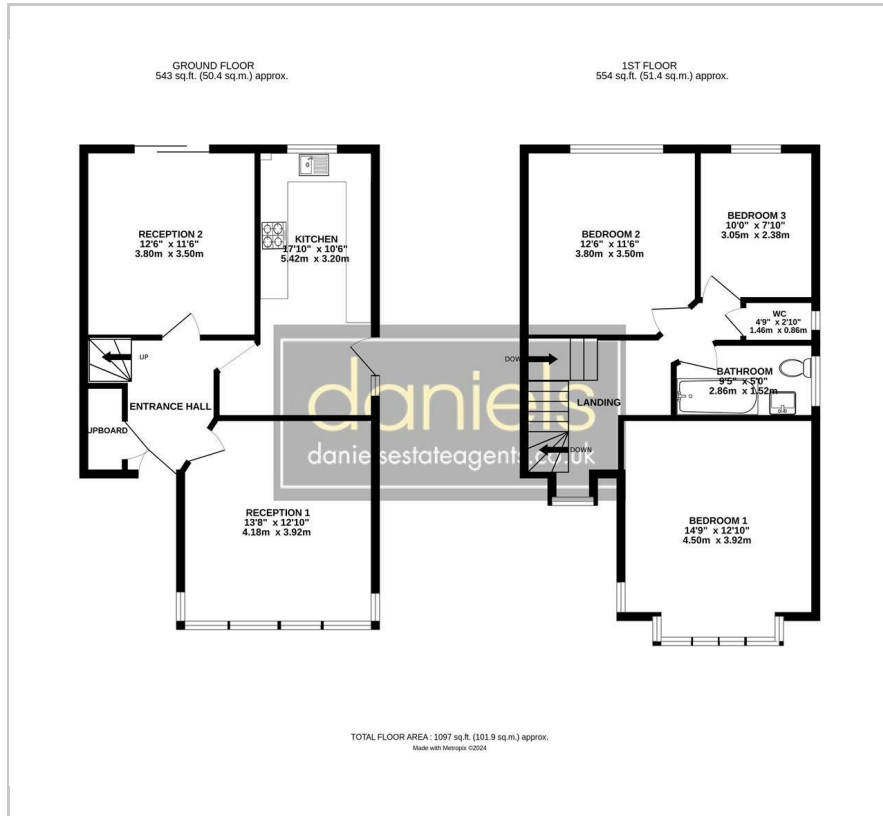 GROUND FLOOR
543 sq.ft. (50.4 sq.m.) approx.
RECEPTION 2
12'6" x 11'6"
3.80m x 3.50m
KITCHEN
17'10" x 10'6"
5.42m x 3.20m
UP
ENTRANCE HALL
UPBOARD
RECEPTION 1
13'8" x 12'10"
4.18m x 3.92m
1ST FLOOR
554 sq.ft. (51.4 sq.m.) approx.
BEDROOM 2
12'6" x 11'6"
3.80m x 3.50m
BEDROOM 3
10'0" x 7'10"
3.05m x 2.38m
WC
4'9" x 2'10"
1.46m x 0.86m
DOW
BATHROOM
9'5" x 5'0"
2.86m x 1.52m
LANDING
DOWN
BEDROOM 1
14'9" x 12'10"
4.50m x 3.92m
daniels
danielsestateagents.co.uk
TOTAL FLOOR AREA : 1097 sq.ft. (101.9 sq.m.) approx.
Made with Metropix ©2024